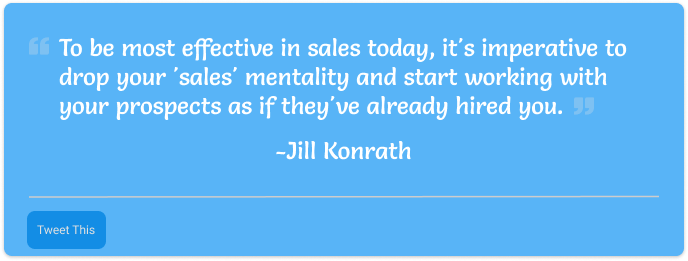 “ To be most effective in sales today, it's imperative to
drop your 'sales' mentality and start working with
your prospects as if they've already hired you. ”
–Jill Konrath
Tweet This